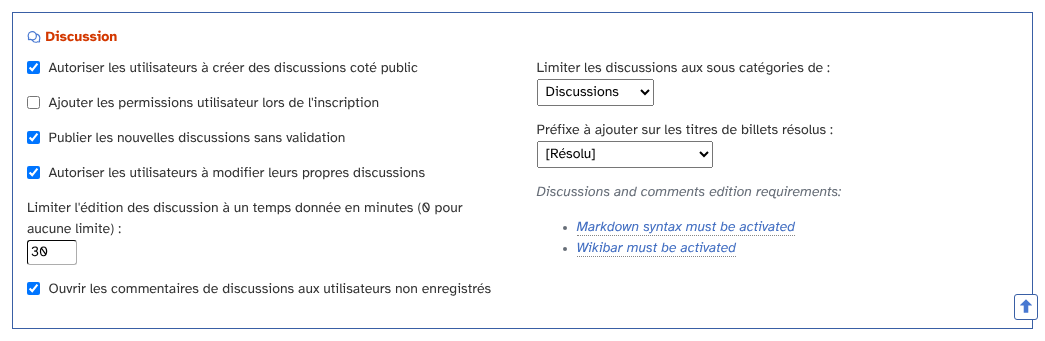 Discussion
Autoriser les utilisateurs à créer des discussions coté public
Ajouter les permissions utilisateur lors de l'inscription
Publier les nouvelles discussions sans validation
Autoriser les utilisateurs à modifier leurs propres discussions
Limiter l'édition des discussion à un temps donnée en minutes (0 pour
aucune limite) :
30
Ouvrir les commentaires de discussions aux utilisateurs non enregistrés
Limiter les discussions aux sous catégories de :
Discussions
Préfixe à ajouter sur les titres de billets résolus :
[Résolu]
Discussions and comments edition requirements:
Markdown syntax must be activated
Wikibar must be activated